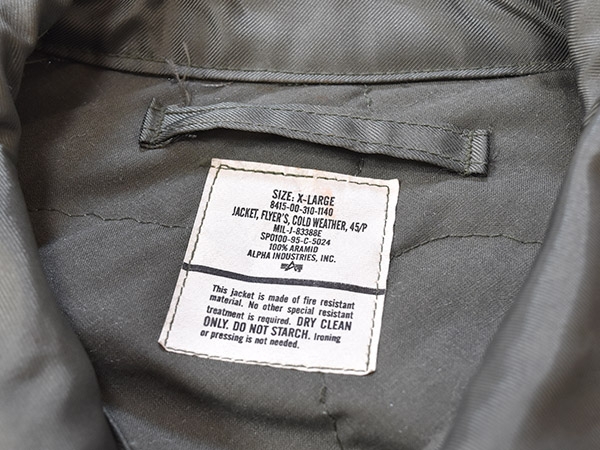 SIZE: X-LARGE
8415-00-310-1140
JACKET, FLYER'S, COLD WEATHER, 45/P
MIL-J-83388E
SPO100-95-C-5024
100% ARAMID
ALPHA INDUSTRIES, INC.
This jacket is made of fire resistant
material. No other special resistant
treatment is required. DRY CLEAN
ONLY. DO NOT STARCH. Ironing
or pressing is not needed.